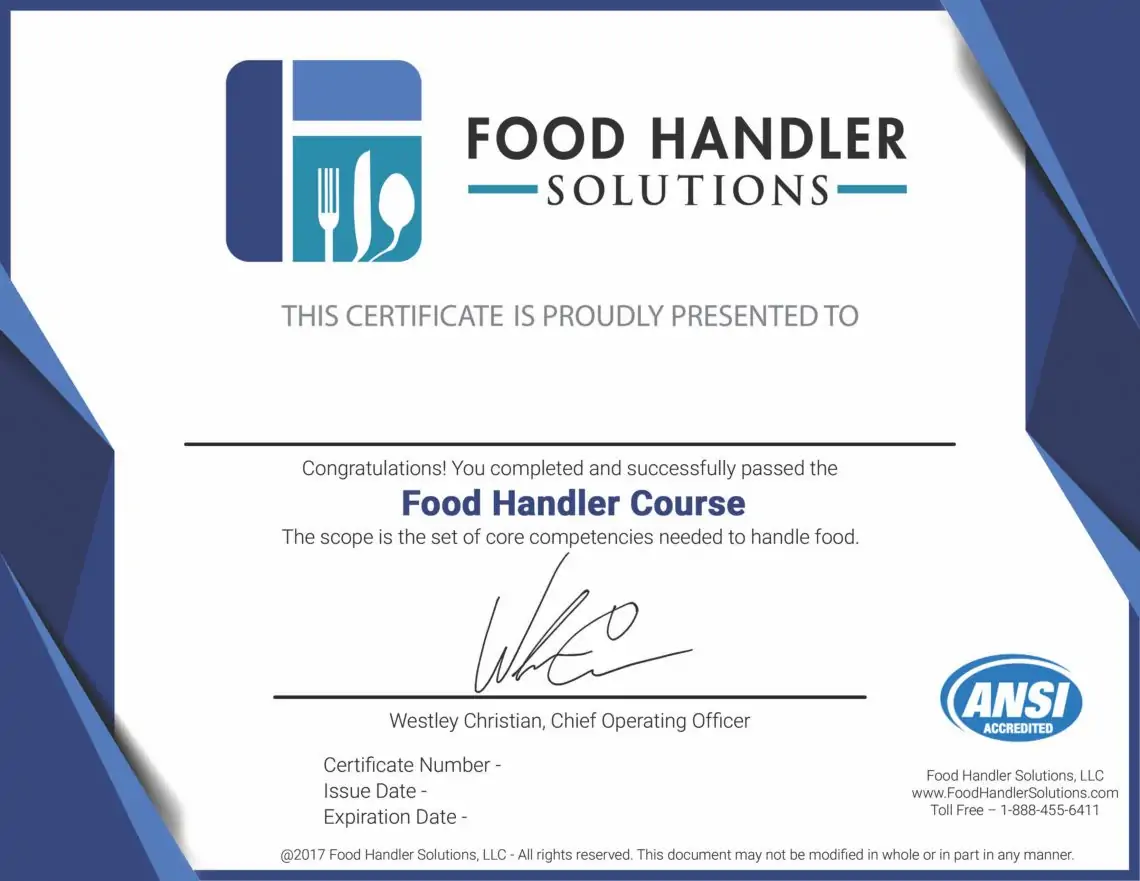 FOOD HANDLER
SOLUTIONS
THIS CERTIFICATE IS PROUDLY PRESENTED TO
Congratulations! You completed and successfully passed the
Food Handler Course
The scope is the set of core competencies needed to handle food.
Westley Christian, Chief Operating Officer
Certificate Number -
Issue Date -
Expiration Date -
ANSI
ACCREDITED
Food Handler Solutions, LLC
www.FoodHandlerSolutions.com
Toll Free – 1-888-455-6411
@2017 Food Handler Solutions, LLC - All rights reserved. This document may not be modified in whole or in part in any manner.